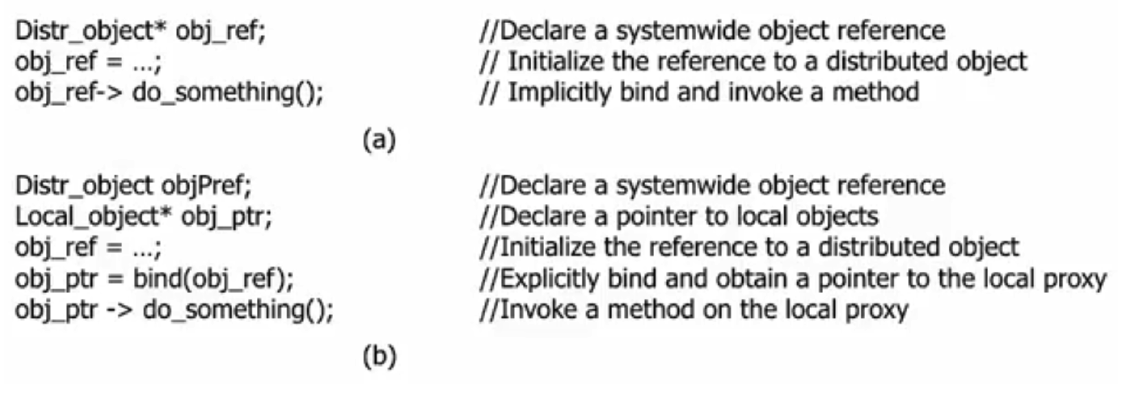 Distr_object* obj_ref; //Declare a systemwide object reference
obj_ref = ...; // Initialize the reference to a distributed object
obj_ref-> do_something(); // Implicitly bind and invoke a method
(a)
Distr_object objPref; //Declare a systemwide object reference
Local_object* obj_ptr; //Declare a pointer to local objects
obj_ref = ...; //Initialize the reference to a distributed object
obj_ptr = bind(obj_ref); //Explicitly bind and obtain a pointer to the local proxy
obj_ptr -> do_something(); //Invoke a method on the local proxy
(b)